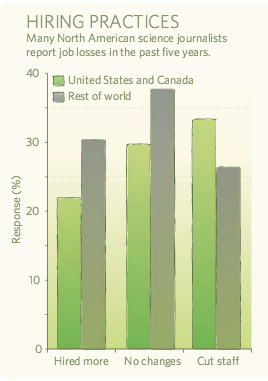 HIRING PRACTICES
Many North American science journalists
report job losses in the past five years.
40
United States and Canada
Rest of world
30
20
10
0
Response (%)
Hired more No changes Cut staff